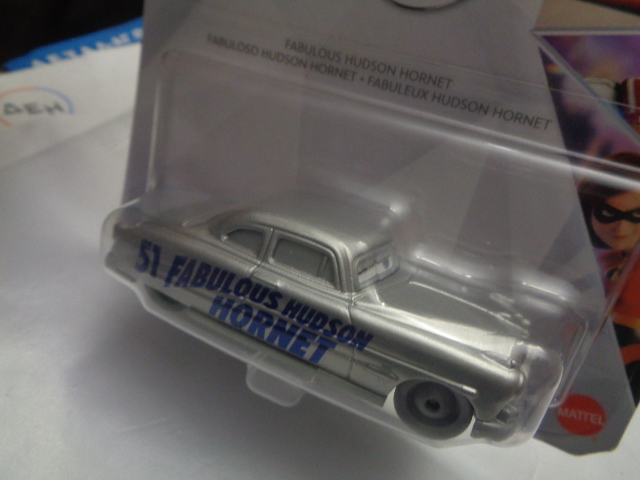 FABULOUS HUDSON HORNET
FABULOSO HUDSON HORNET • FABULEUX HUDSON HORNET
51 FABULOUS HUDSON
HORNET
MATTEL